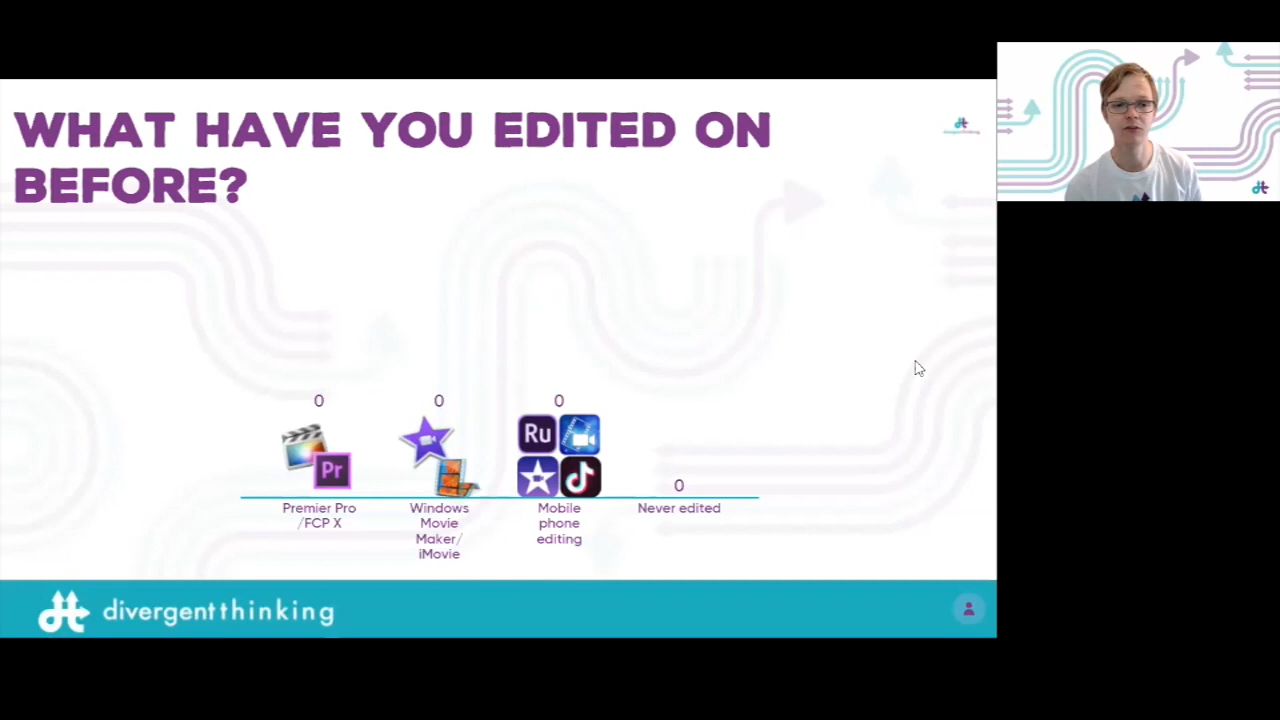 WHAT HAVE YOU EDITED ON
BEFORE?
divergentthinking
0
0
0
0
Ru
Pr
Premier Pro
/FCP X
Windows
Movie
Maker/
iMovie
Mobile
phone
editing
Never edited
divergentthinking